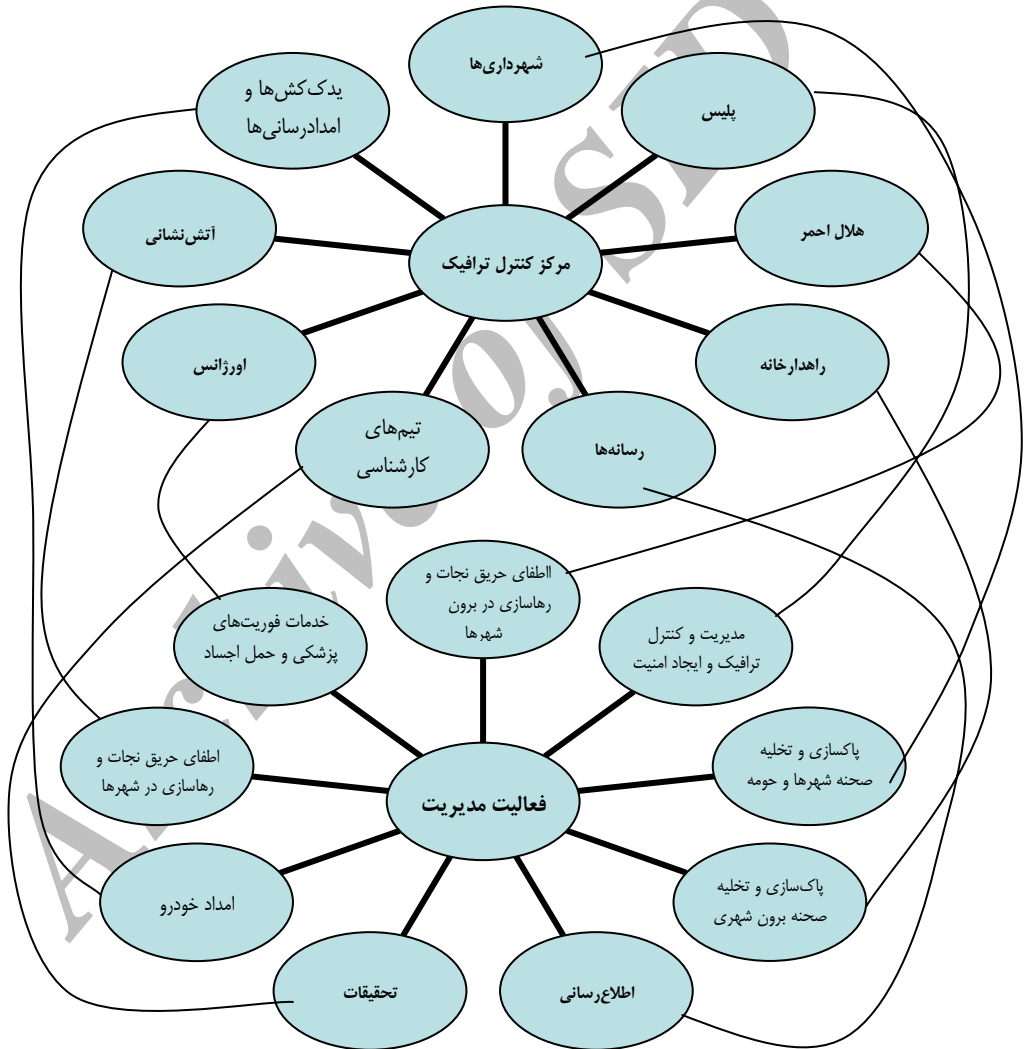 شهرداری‌ها
یدک‌کش‌ها و
امدادرسانی‌ها
پلیس
آتش‌نشانی
هلال احمر
مرکز کنترل ترافیک
اورژانس
راهدارخانه
تیم‌های
کارشناسی
رسانه‌ها
ااطفای حریق نجات و
رهاسازی در برون
شهرها
خدمات فوریت‌های
پزشکی و حمل اجساد
مدیریت و کنترل
ترافیک و ایجاد امنیت
اطفای حریق نجات و
رهاسازی در شهرها
پاکسازی و تخلیه
صحنه شهرها و حومه
فعالیت مدیریت
امداد خودرو
پاک‌سازی و تخلیه
صحنه برون شهری
تحقیقات
اطلاع‌رسانی
Archive of SID